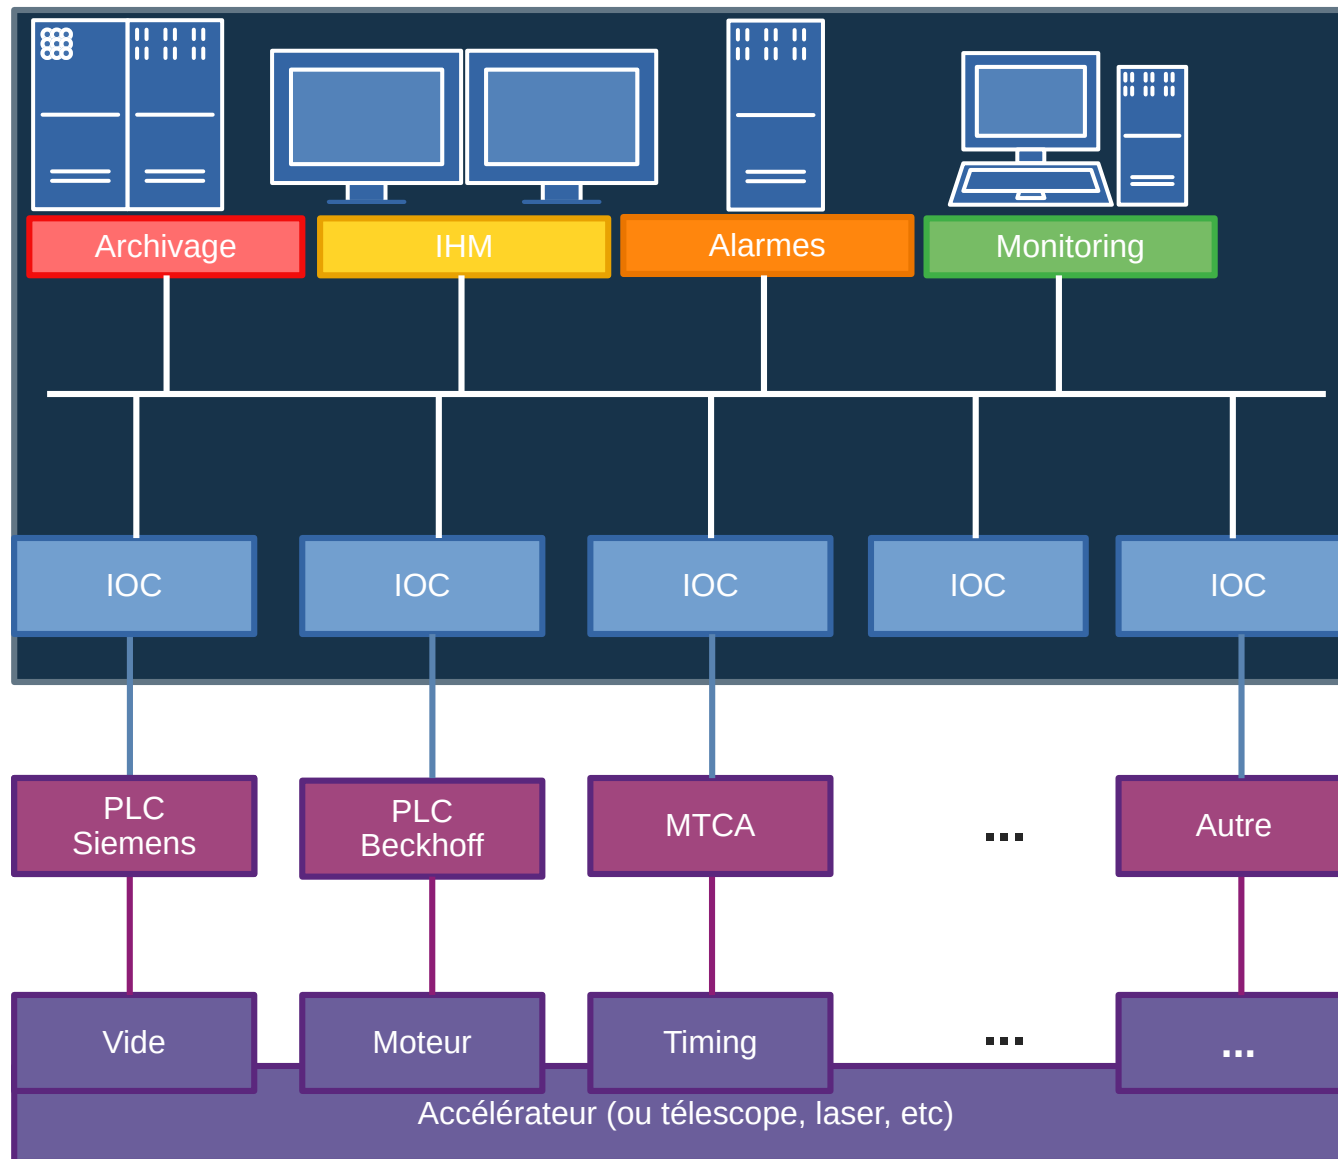 Archivage
IHM
Alarmes
Monitoring
IOC
IOC
IOC
IOC
IOC
PLC
Siemens
PLC
Beckhoff
MTCA
...
Autre
Vide
Moteur
Timing
...
...
Accélérateur (ou télescope, laser, etc)